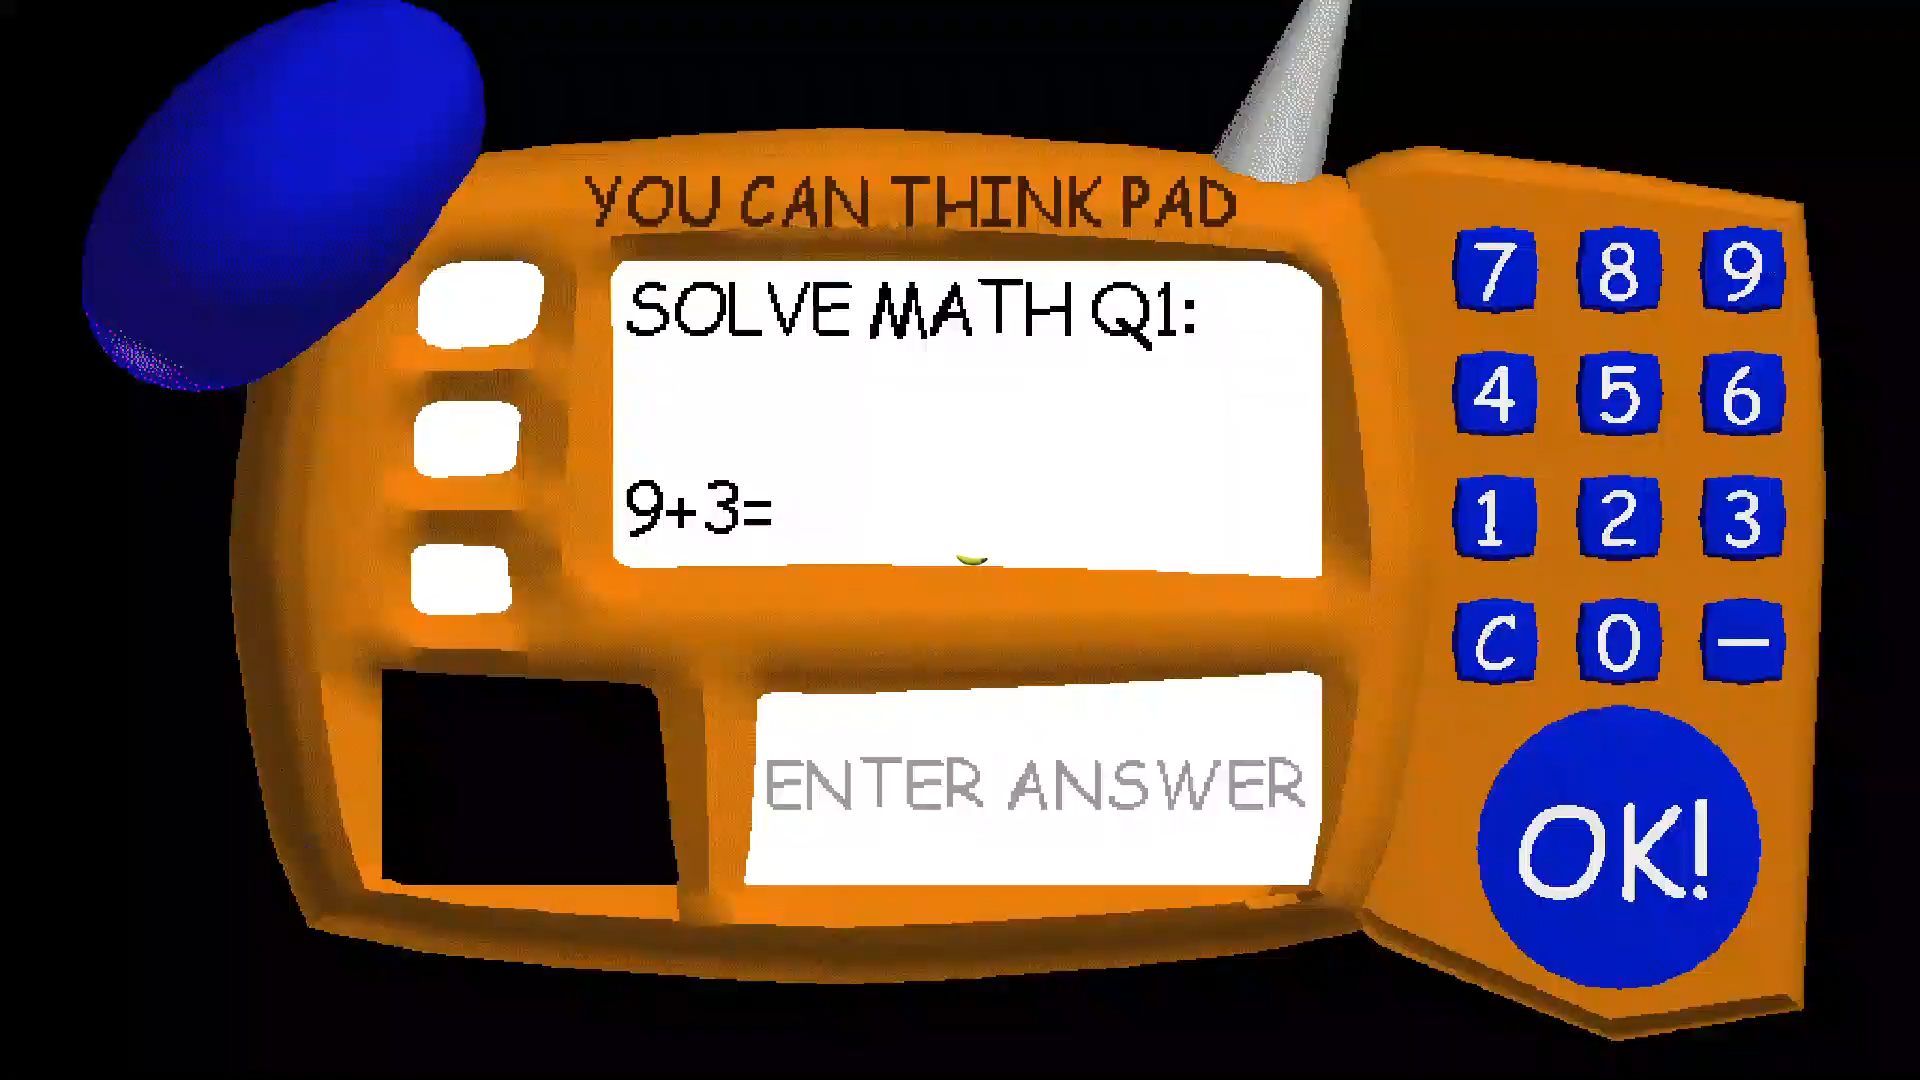 YOU CAN THINK PAD
SOLVE MATH Q1:
9+3=
ENTER ANSWER
7 8 9
4 5 6
1 2 3
C 0 —
OK!